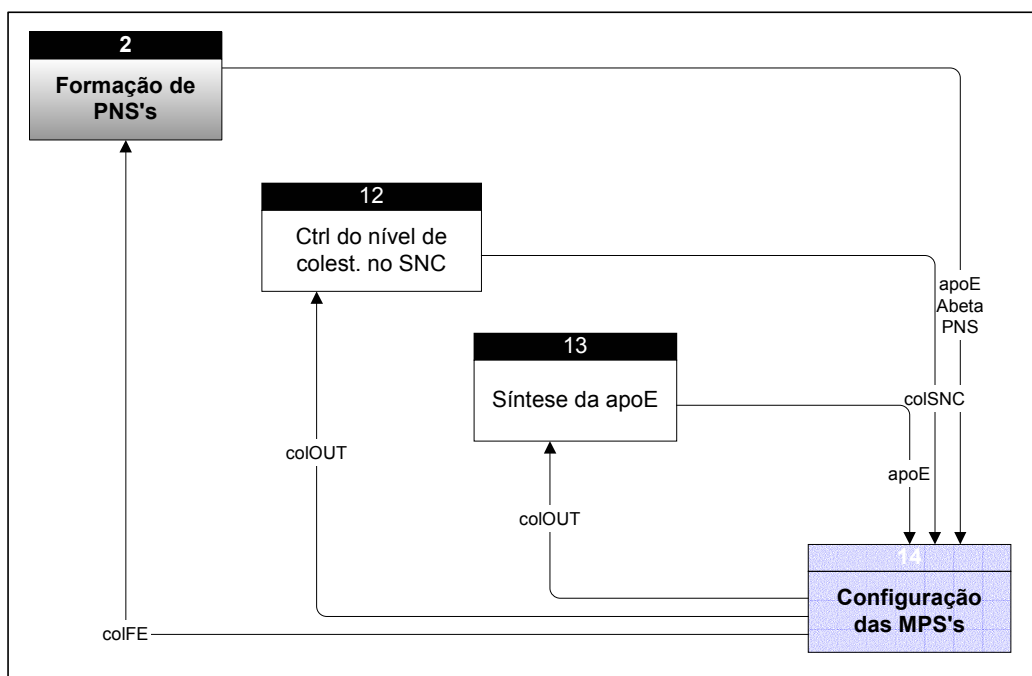 2
Formação de
PNS's
12
Ctrl do nível de
colest. no SNC
apoE
Abeta
PNS
13
Síntese da apoE
colSNC
colOUT
apoE
colOUT
14
Configuração
das MPS's
colFE